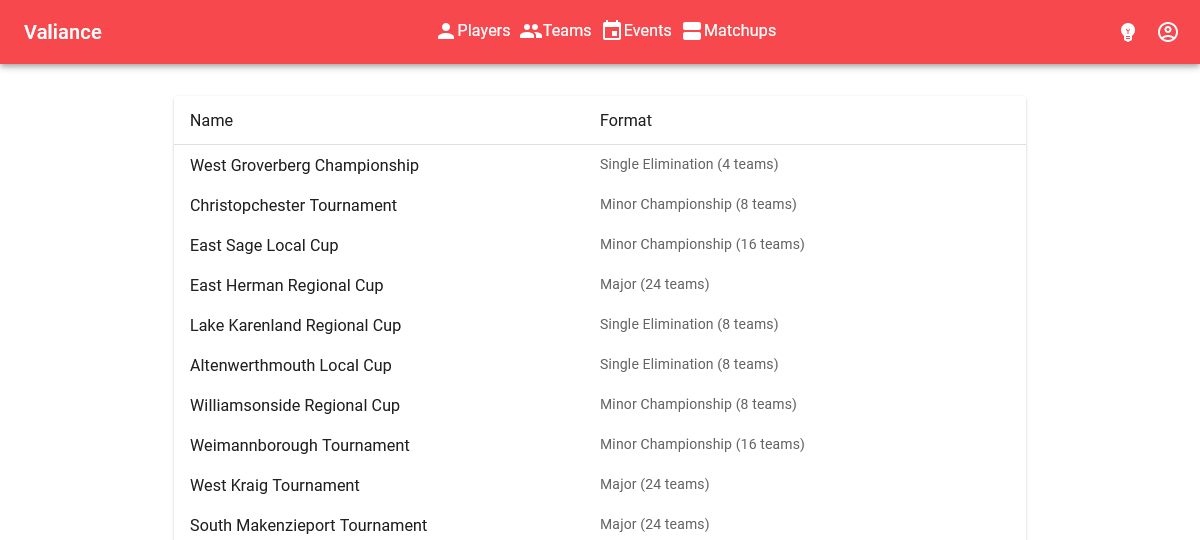 Valiance Players Teams Events Matchups
Name Format
West Groverberg Championship Single Elimination (4 teams)
Christopchester Tournament Minor Championship (8 teams)
East Sage Local Cup Minor Championship (16 teams)
East Herman Regional Cup Major (24 teams)
Lake Karenland Regional Cup Single Elimination (8 teams)
Altenwerthmouth Local Cup Single Elimination (8 teams)
Williamsonside Regional Cup Minor Championship (8 teams)
Weimannborough Tournament Minor Championship (16 teams)
West Kraig Tournament Major (24 teams)
South Makenzieport Tournament Major (24 teams)